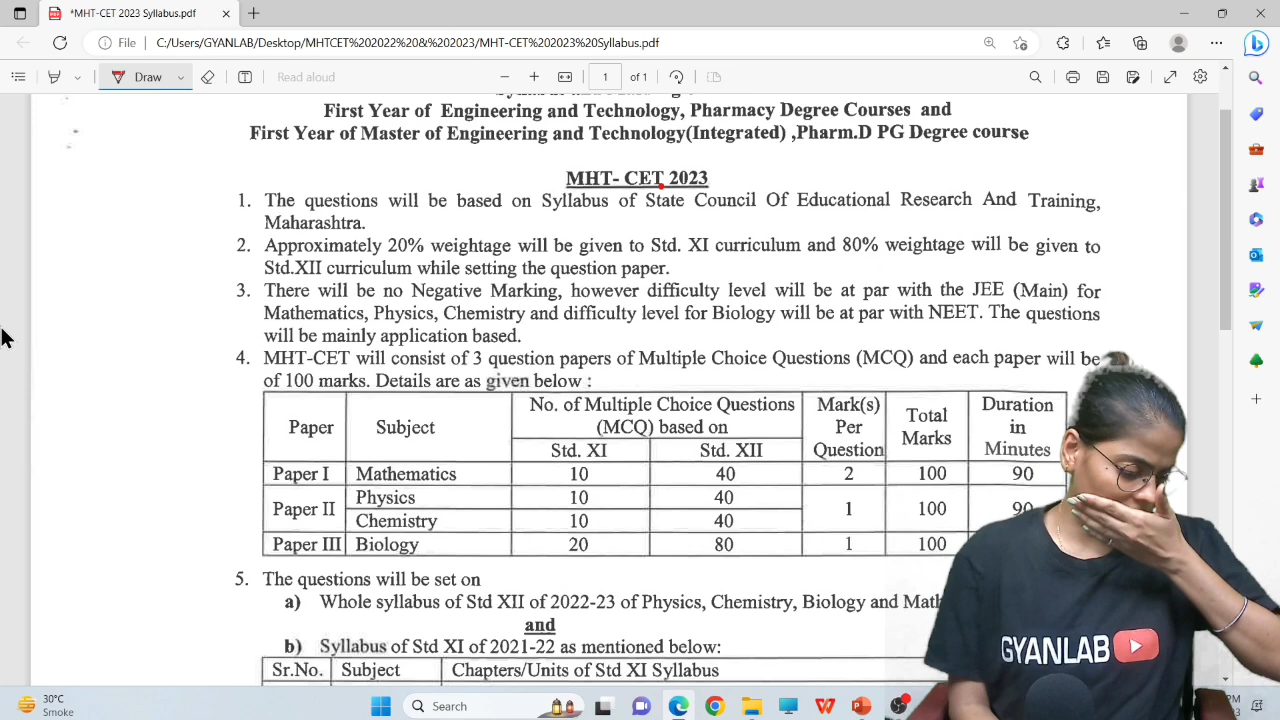 *MHT-CET 2023 Syllabus.pdf
File C:/Users/GYANLAB/Desktop/MHTCET%202022%20&%202023/MHT-CET%202023%20Syllabus.pdf
Draw Read aloud 1 of 1
First Year of Engineering and Technology, Pharmacy Degree Courses and
First Year of Master of Engineering and Technology(Integrated) ,Pharm.D PG Degree course
MHT- CET 2023
1. The questions will be based on Syllabus of State Council Of Educational Research And Training,
Maharashtra.
2. Approximately 20% weightage will be given to Std. XI curriculum and 80% weightage will be given to
Std.XII curriculum while setting the question paper.
3. There will be no Negative Marking, however difficulty level will be at par with the JEE (Main) for
Mathematics, Physics, Chemistry and difficulty level for Biology will be at par with NEET. The questions
will be mainly application based.
4. MHT-CET will consist of 3 question papers of Multiple Choice Questions (MCQ) and each paper will be
of 100 marks. Details are as given below :
Paper Subject No. of Multiple Choice Questions (MCQ) based on Mark(s) Per Question Total Marks Duration in Minutes
Std. XI Std. XII
Paper I Mathematics 10 40 2 100 90
Paper II Physics 10 40 1 100 90
Chemistry 10 40
Paper III Biology 20 80 1 100
5. The questions will be set on
a) Whole syllabus of Std XII of 2022-23 of Physics, Chemistry, Biology and
and
b) Syllabus of Std XI of 2021-22 as mentioned below:
Sr.No. Subject Chapters/Units of Std XI Syllabus
GYANLAB
30°C
Smoke
Search